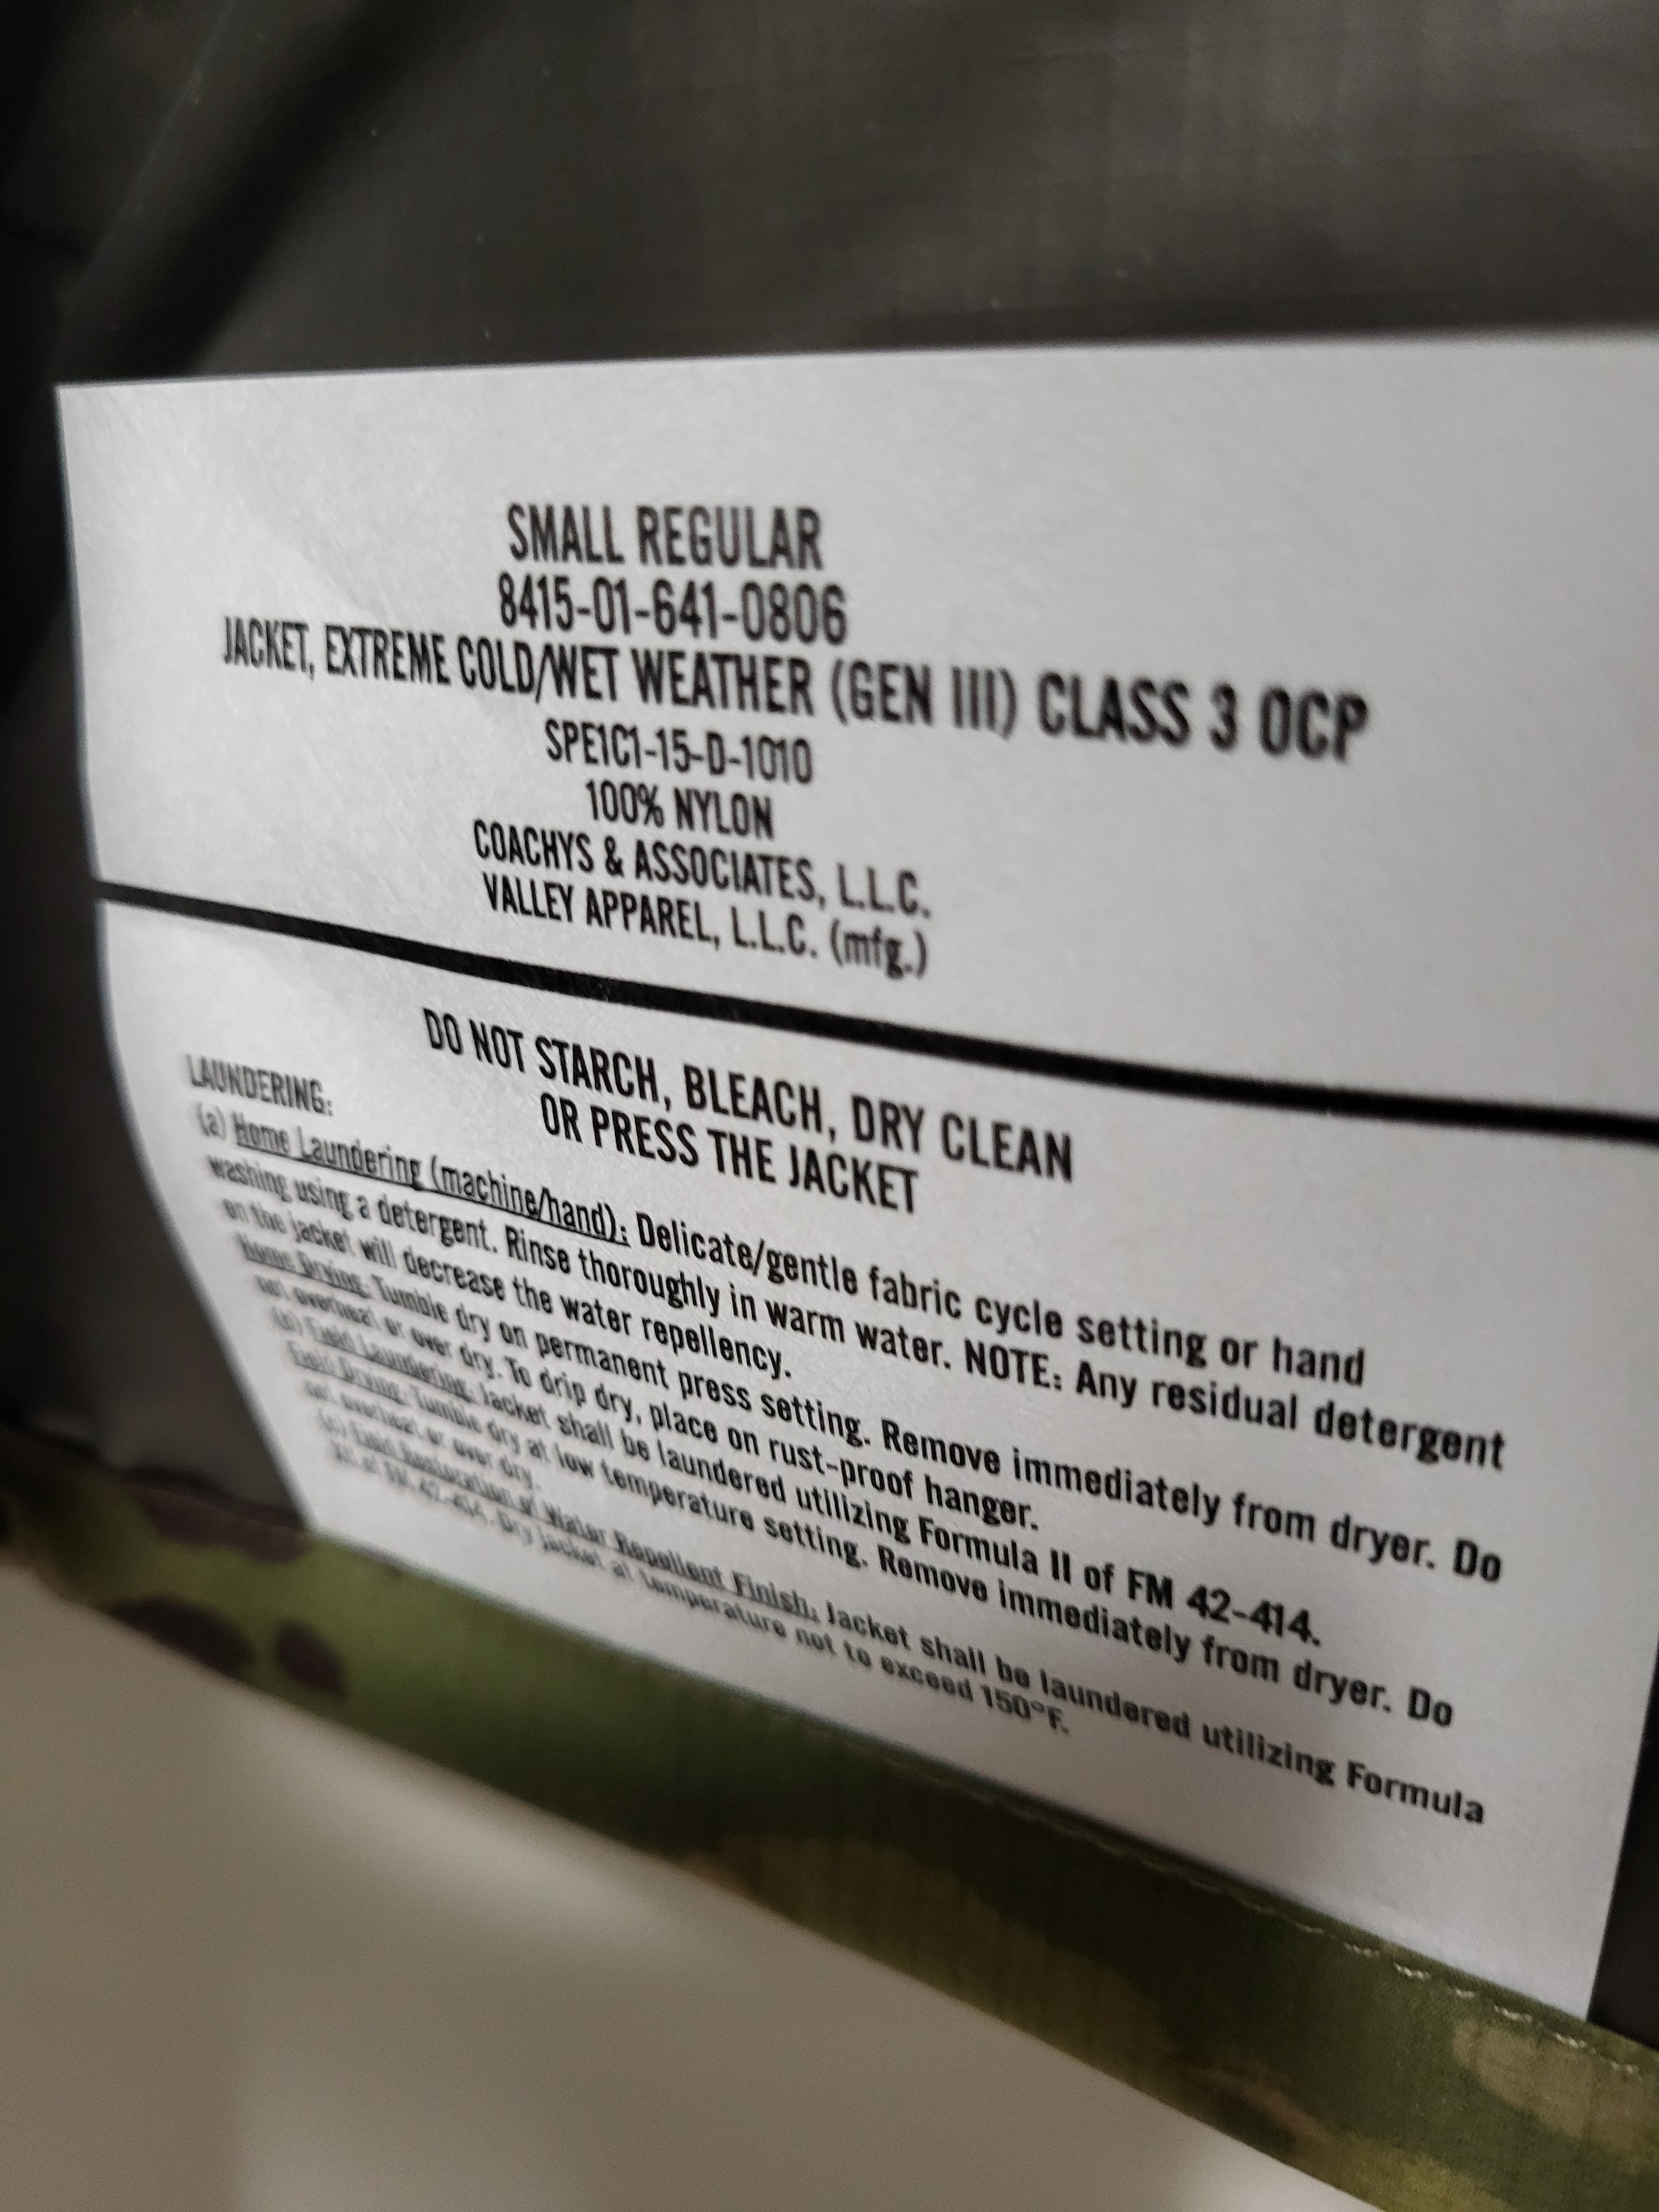 SMALL REGULAR
8415-01-641-0806
JACKET, EXTREME COLD/WET WEATHER (GEN III) CLASS 3 OCP
SPE1C1-15-D-1010
100% NYLON
COACHYS & ASSOCIATES, L.L.C.
VALLEY APPAREL, L.L.C. (mfg.)
DO NOT STARCH, BLEACH, DRY CLEAN
OR PRESS THE JACKET
LAUNDERING:
(a) Home Laundering (machine/hand): Delicate/gentle fabric cycle setting or hand
washing using a detergent. Rinse thoroughly in warm water. NOTE: Any residual detergent
on the jacket will decrease the water repellency.
Home Drying: Tumble dry on permanent press setting. Remove immediately from dryer. Do
not overheat or over dry. To drip dry, place on rust-proof hanger.
(b) Field Laundering: Jacket shall be laundered utilizing Formula II of FM 42-414.
Field Drying: Tumble dry at low temperature setting. Remove immediately from dryer. Do
not overheat or over dry.
(c) Field Restoration of Water Repellent Finish. Jacket shall be laundered utilizing Formula
of FM 42-414. Dry jacket at temperature not to exceed 150°F.